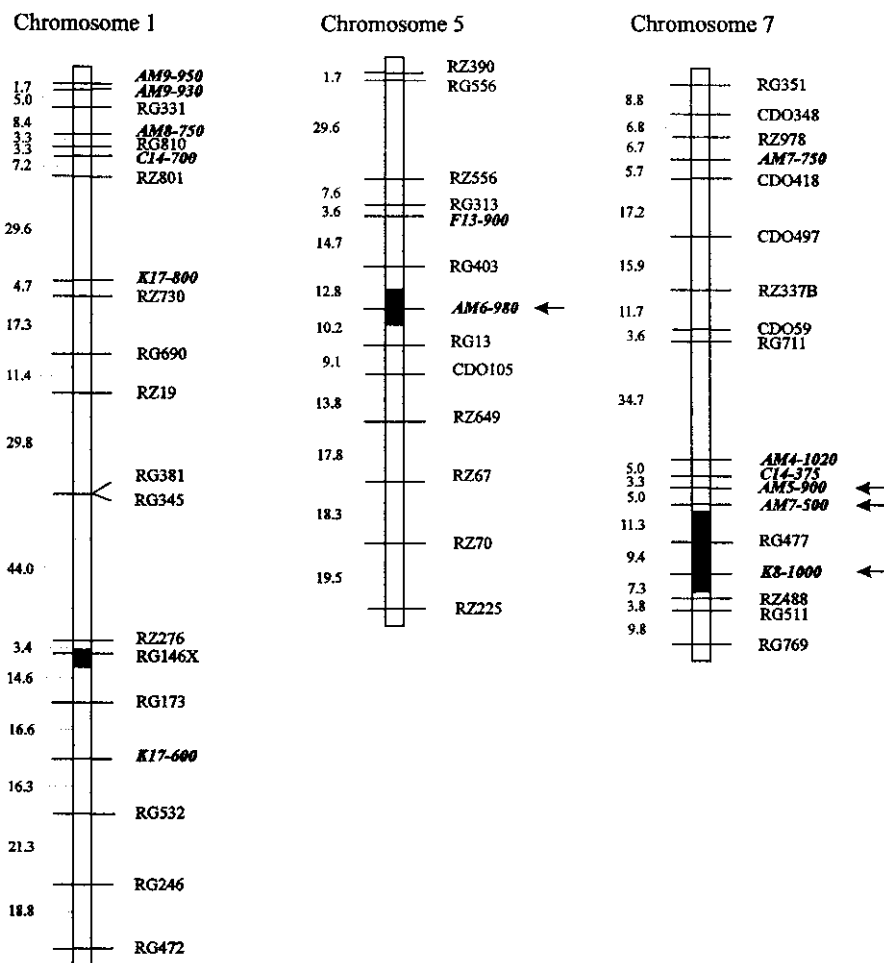 Chromosome 1
AM9-950
1.7
AM9-930
5.0
RG331
8.4
AM8-750
3.3
RG810
3.3
C14-700
7.2
RZ801
29.6
K17-800
4.7
RZ730
17.3
RG690
11.4
RZ19
29.8
RG381
RG345
44.0
RZ276
3.4
RG146X
14.6
RG173
16.6
K17-600
16.3
RG532
21.3
RG246
18.8
RG472
Chromosome 5
RZ390
1.7
RG556
29.6
RZ556
7.6
RG313
3.6
F13-900
14.7
RG403
12.8
AM6-980
10.2
RG13
9.1
CDO105
13.8
RZ649
17.8
RZ67
18.3
RZ70
19.5
RZ225
Chromosome 7
RG351
8.8
CDO348
6.8
RZ978
6.7
AM7-750
5.7
CDO418
17.2
CDO497
15.9
RZ337B
11.7
CDO59
3.6
RG711
34.7
AM4-1020
5.0
C14-375
3.3
AM5-900
5.0
AM7-500
11.3
RG477
9.4
K8-1000
7.3
RZ488
3.8
RG511
9.8
RG769